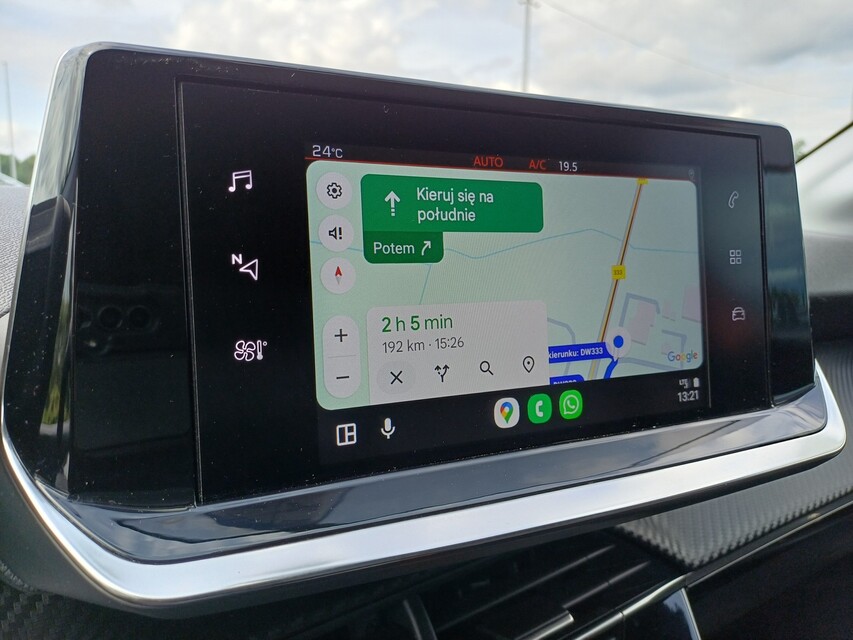 24°C AUTO A/C 19.5
Kieruj się na
południe
Potem
N
333
+
2 h 5 min
192 km · 15:26
−
kierunku: DW333
Google
LTE
13:21